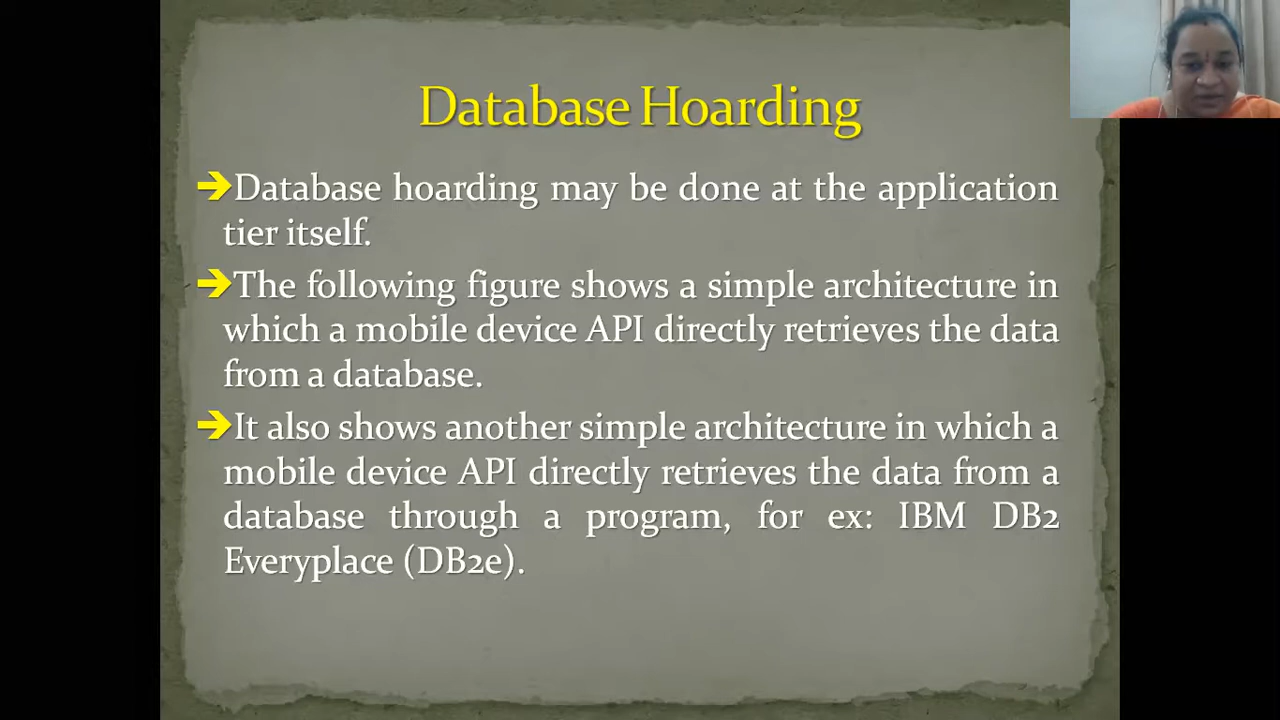 Database Hoarding
➔Database hoarding may be done at the application
tier itself.
➔The following figure shows a simple architecture in
which a mobile device API directly retrieves the data
from a database.
➔It also shows another simple architecture in which a
mobile device API directly retrieves the data from a
database through a program, for ex: IBM DB2
Everyplace (DB2e).